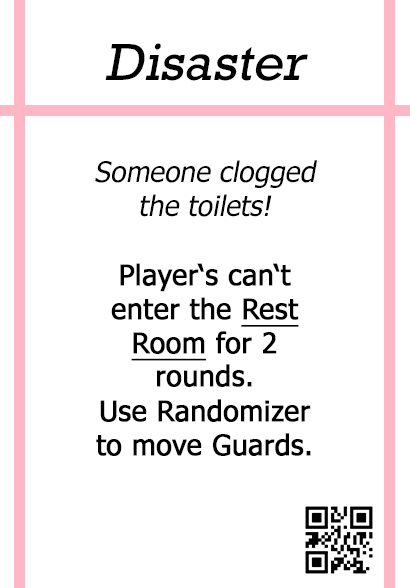 Disaster
Someone clogged
the toilets!
Player‘s can‘t
enter the Rest
Room for 2
rounds.
Use Randomizer
to move Guards.